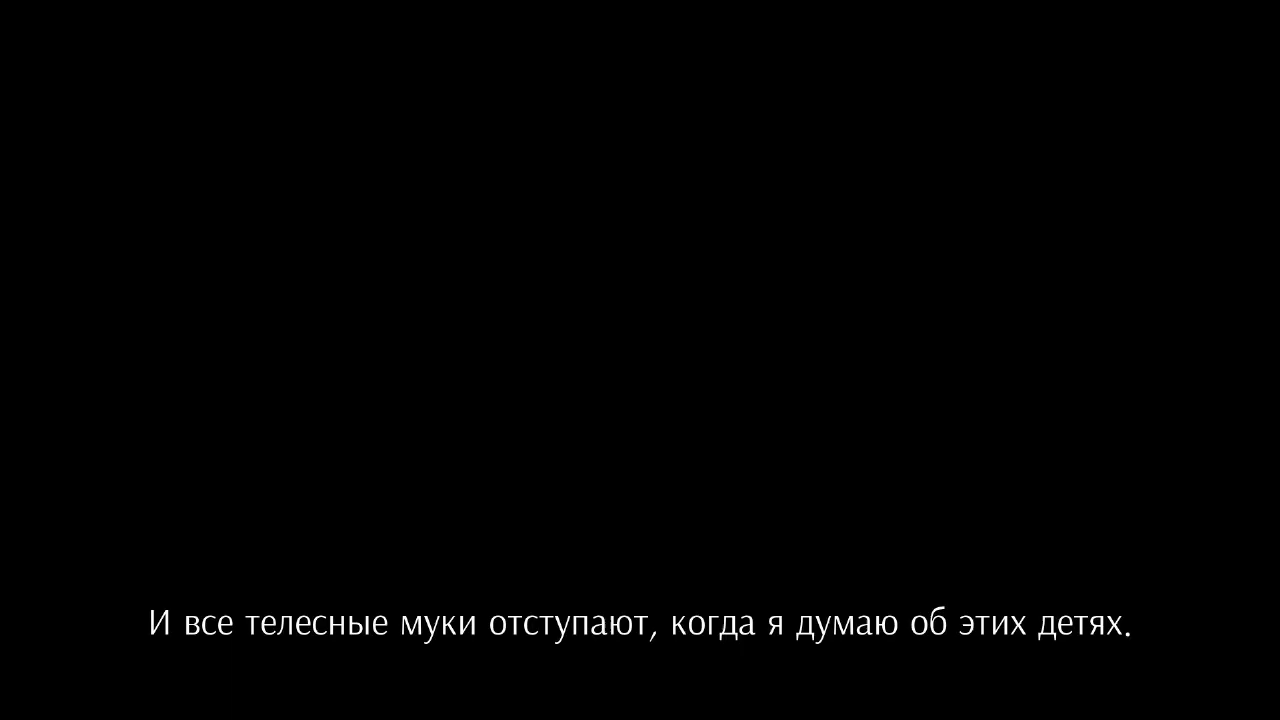 И все телесные муки отступают, когда я думаю об этих детях.